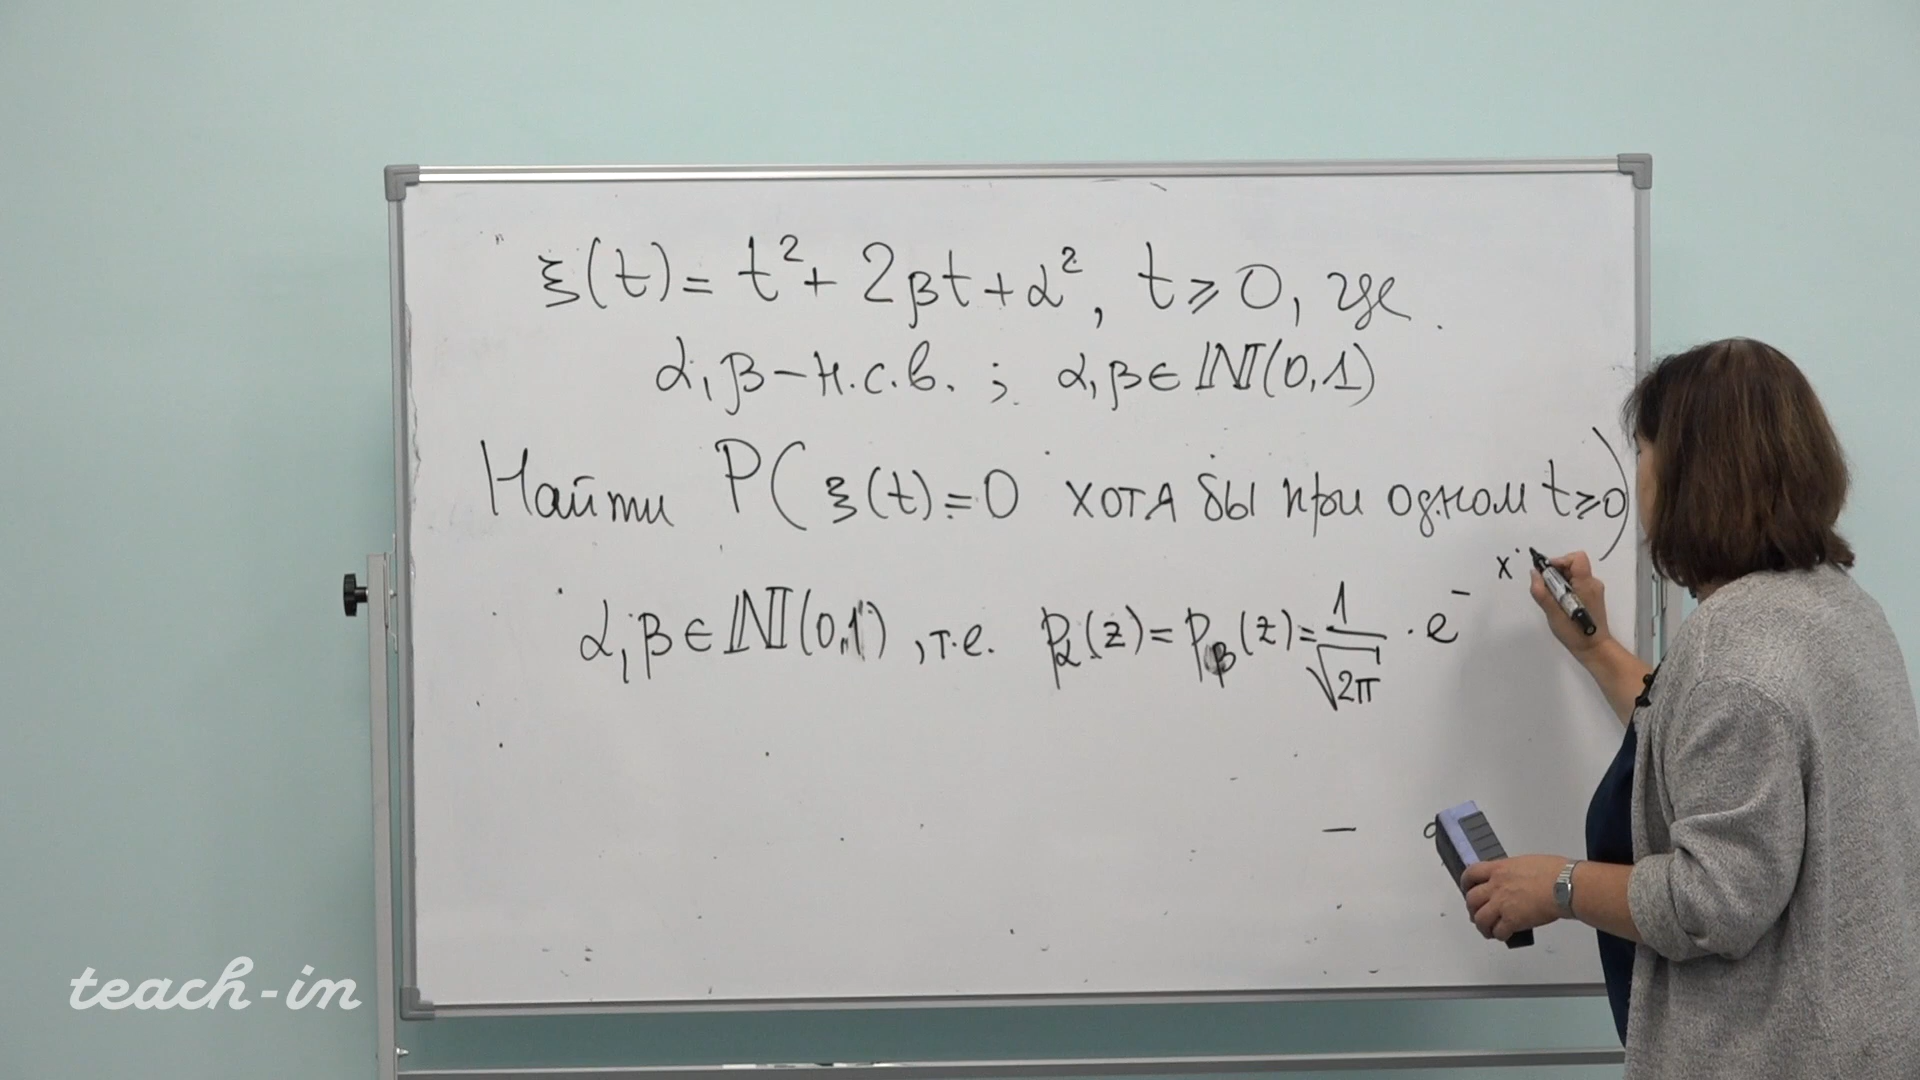 ξ(t) = t² + 2βt + α², t ⩾ 0, где
α, β – н.с.в. ; α, β ∈ ℕ(0,1)
Найти P(ξ(t) = 0 хотя бы при одном t ⩾ 0)
α, β ∈ ℕ(0,1), т.е. p_α(z) = p_β(z) = 1/√2π · e^- x
teach-in